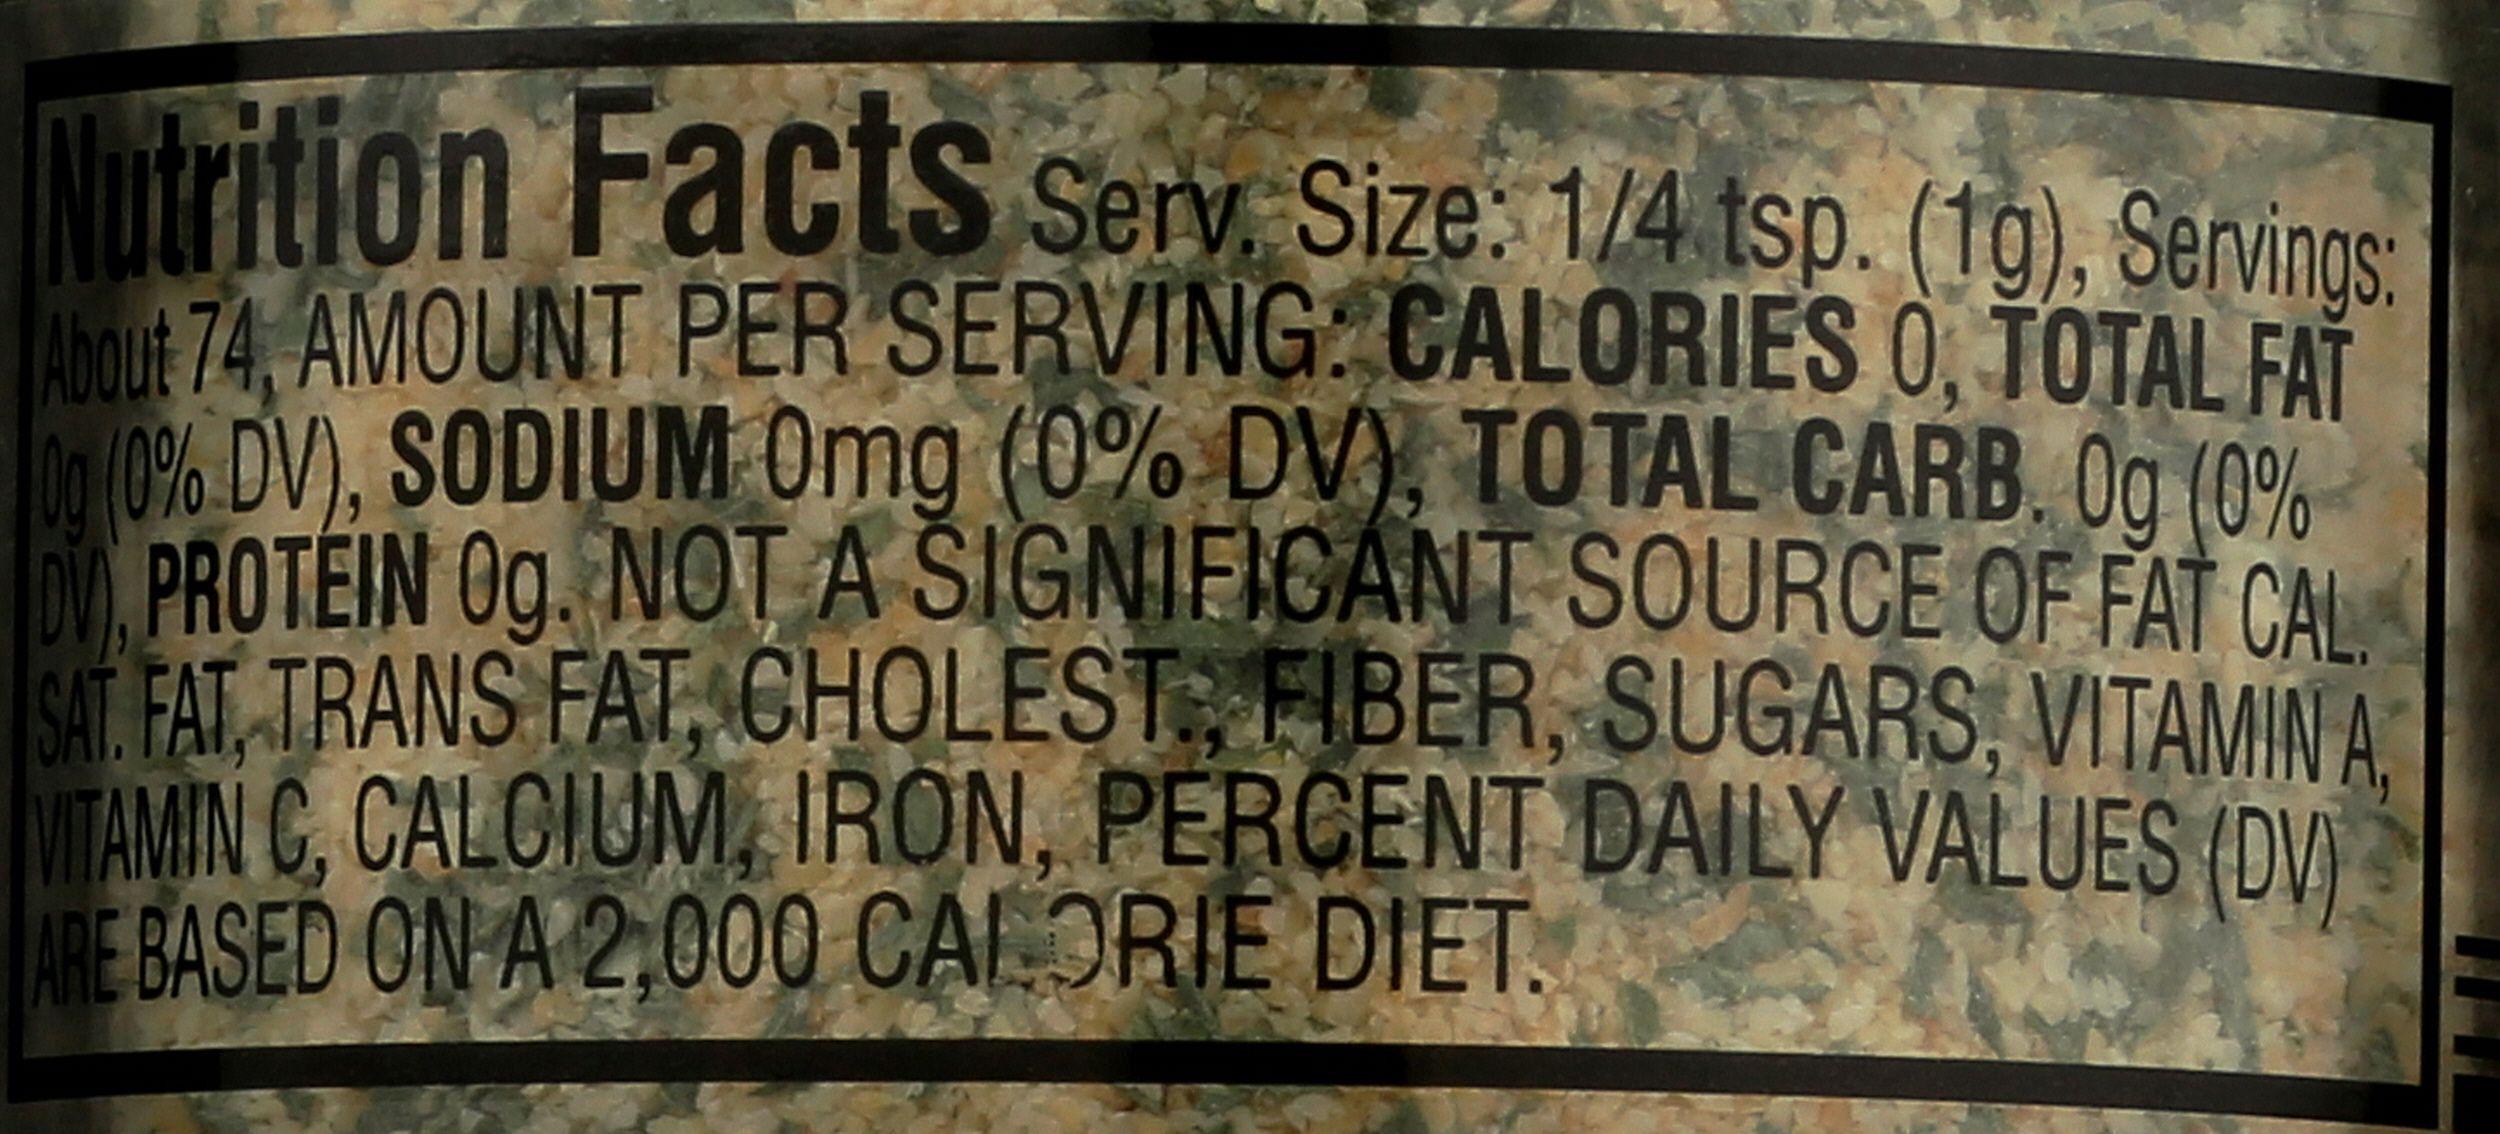 Nutrition Facts Serv. Size: 1/4 tsp. (1g), Servings:
About 74, AMOUNT PER SERVING: CALORIES 0, TOTAL FAT
0g (0% DV), SODIUM 0mg (0% DV), TOTAL CARB. 0g (0%
DV), PROTEIN 0g. NOT A SIGNIFICANT SOURCE OF FAT CAL.
SAT. FAT, TRANS FAT, CHOLEST., FIBER, SUGARS, VITAMIN A,
VITAMIN C, CALCIUM, IRON, PERCENT DAILY VALUES (DV)
ARE BASED ON A 2,000 CALORIE DIET.